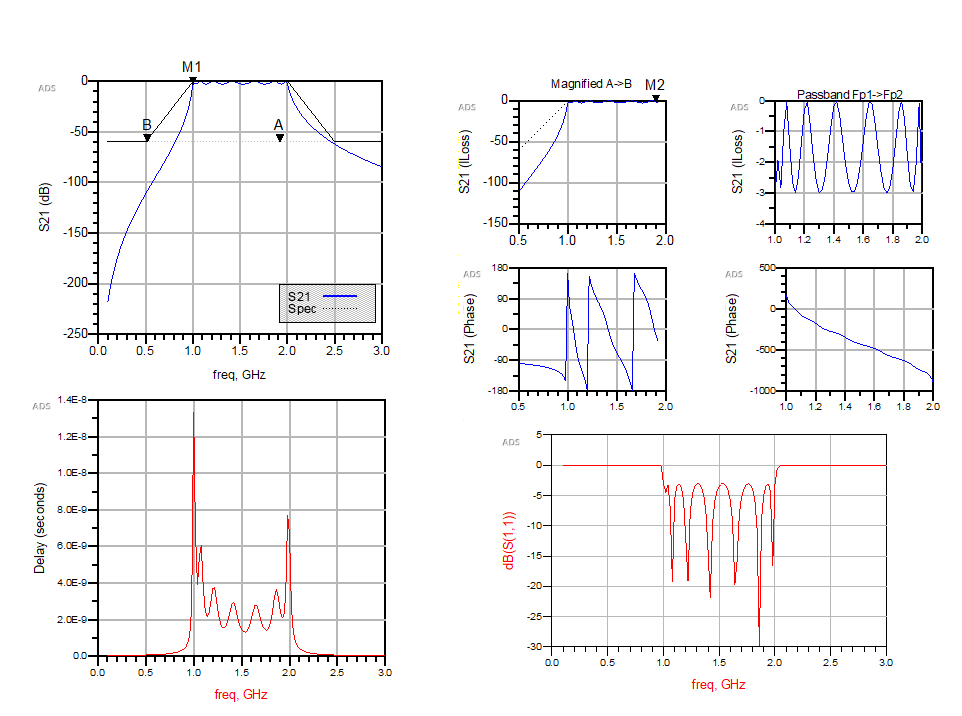 M1
ADS
0
-50
-100
-150
-200
-250
S21 (dB)
B
A
S21
Spec
0.0 0.5 1.0 1.5 2.0 2.5 3.0
freq, GHz
Magnified A->B
M2
ADS
0
-50
-100
-150
S21 (ILoss)
0.5 1.0 1.5 2.0
Passband Fp1->Fp2
ADS
0
-1
-2
-3
-4
S21 (ILoss)
1.0 1.2 1.4 1.6 1.8 2.0
ADS
180
90
0
-90
-180
S21 (Phase)
0.5 1.0 1.5 2.0
ADS
500
0
-500
-1000
S21 (Phase)
1.0 1.2 1.4 1.6 1.8 2.0
ADS
1.4E-8
1.2E-8
1.0E-8
8.0E-9
6.0E-9
4.0E-9
2.0E-9
0.0
Delay (seconds)
0.0 0.5 1.0 1.5 2.0 2.5 3.0
freq, GHz
ADS
5
0
-5
-10
-15
-20
-25
-30
dB(S(1,1))
0.0 0.5 1.0 1.5 2.0 2.5 3.0
freq, GHz